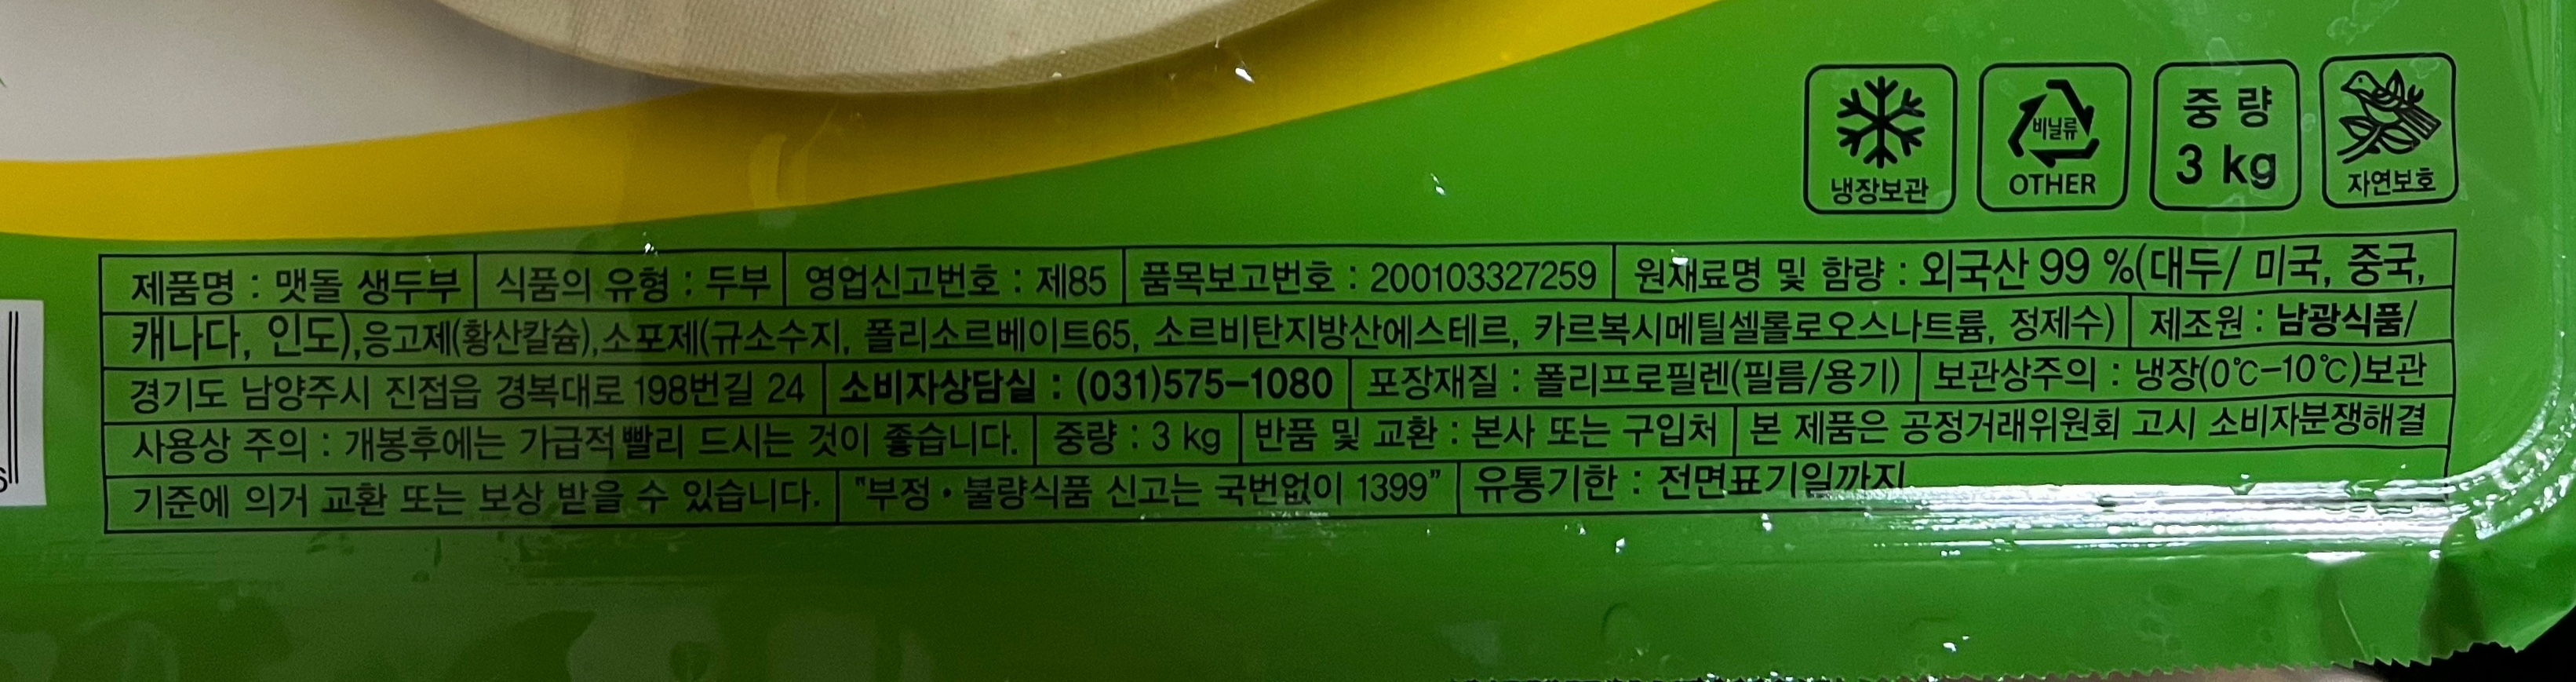 비닐류
중 량
냉장보관
OTHER
3 kg
자연보호
제품명 : 맷돌 생두부 식품의 유형 : 두부 영업신고번호 : 제85 품목보고번호 : 200103327259 원재료명 및 함량 : 외국산 99 %(대두/ 미국, 중국,
캐나다, 인도),응고제(황산칼슘),소포제(규소수지, 폴리소르베이트65, 소르비탄지방산에스테르, 카르복시메틸셀룰로오스나트륨, 정제수) 제조원 : 남광식품/
경기도 남양주시 진접읍 경복대로 198번길 24 소비자상담실 : (031)575-1080 포장재질 : 폴리프로필렌(필름/용기) 보관상주의 : 냉장(0℃-10℃)보관
사용상 주의 : 개봉후에는 가급적 빨리 드시는 것이 좋습니다. 중량 : 3 kg 반품 및 교환 : 본사 또는 구입처 본 제품은 공정거래위원회 고시 소비자분쟁해결
기준에 의거 교환 또는 보상 받을 수 있습니다. "부정 • 불량식품 신고는 국번없이 1399" 유통기한 : 전면표기일까지